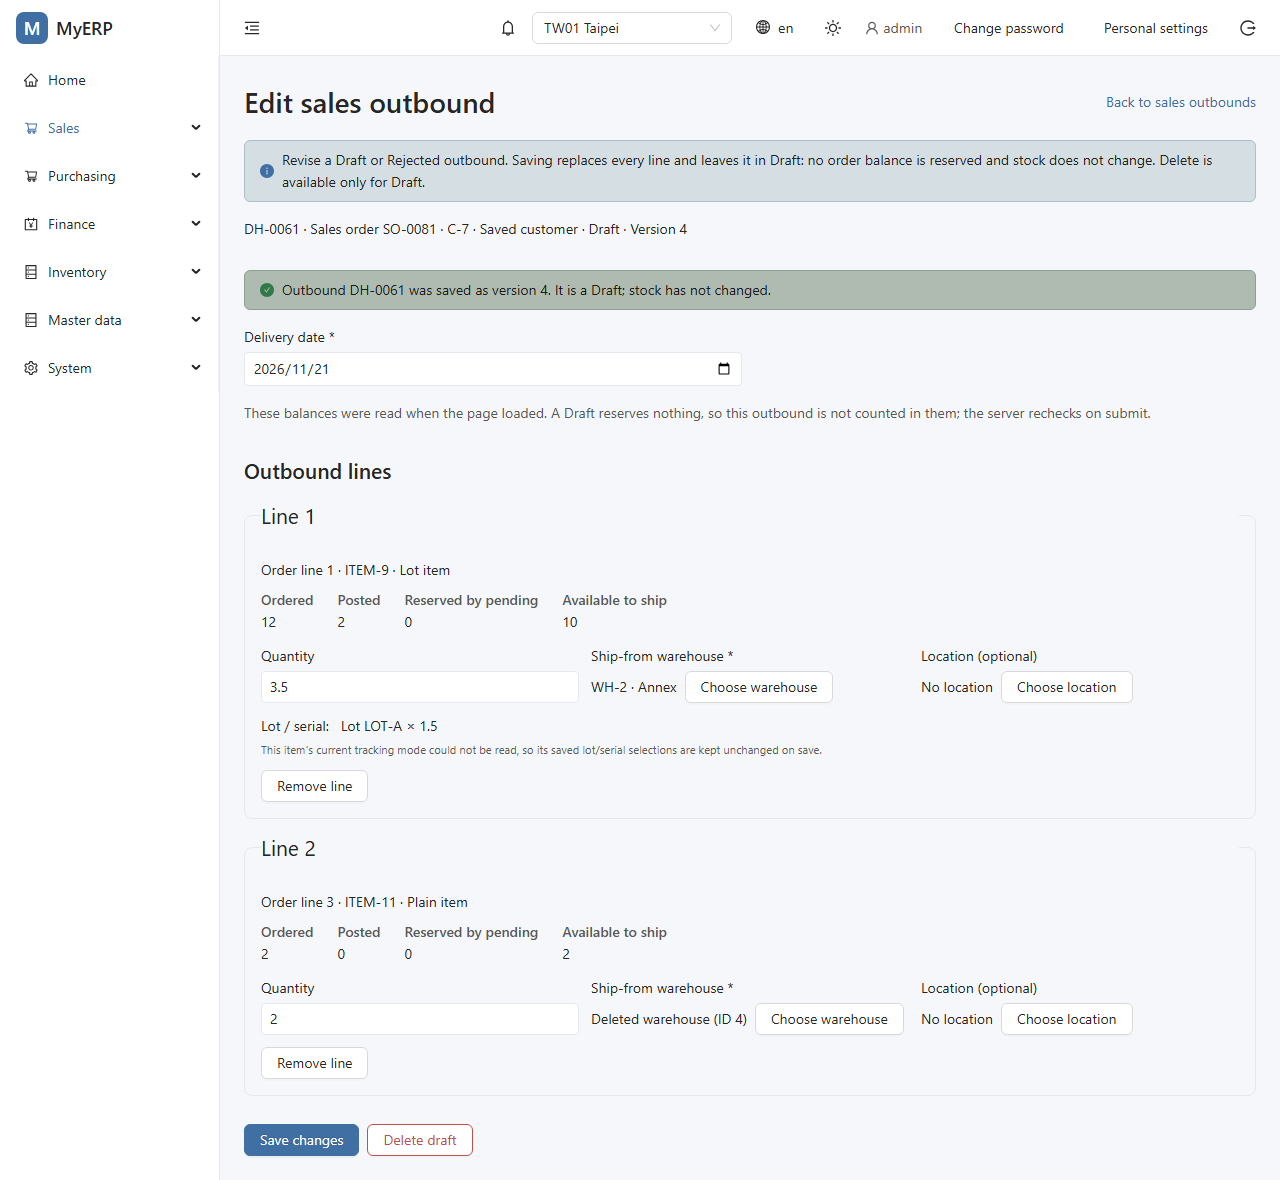 M MyERP
TW01 Taipei
en
admin
Change password
Personal settings
Home
Sales
Purchasing
Finance
Inventory
Master data
System
Edit sales outbound
Back to sales outbounds
Revise a Draft or Rejected outbound. Saving replaces every line and leaves it in Draft: no order balance is reserved and stock does not change. Delete is
available only for Draft.
DH-0061 · Sales order SO-0081 · C-7 · Saved customer · Draft · Version 4
Outbound DH-0061 was saved as version 4. It is a Draft; stock has not changed.
Delivery date *
2026/11/21
These balances were read when the page loaded. A Draft reserves nothing, so this outbound is not counted in them; the server rechecks on submit.
Outbound lines
Line 1
Order line 1 · ITEM-9 · Lot item
Ordered Posted Reserved by pending Available to ship
12 2 0 10
Quantity Ship-from warehouse * Location (optional)
3.5 WH-2 · Annex Choose warehouse No location Choose location
Lot / serial: Lot LOT-A × 1.5
This item's current tracking mode could not be read, so its saved lot/serial selections are kept unchanged on save.
Remove line
Line 2
Order line 3 · ITEM-11 · Plain item
Ordered Posted Reserved by pending Available to ship
2 0 0 2
Quantity Ship-from warehouse * Location (optional)
2 Deleted warehouse (ID 4) Choose warehouse No location Choose location
Remove line
Save changes Delete draft